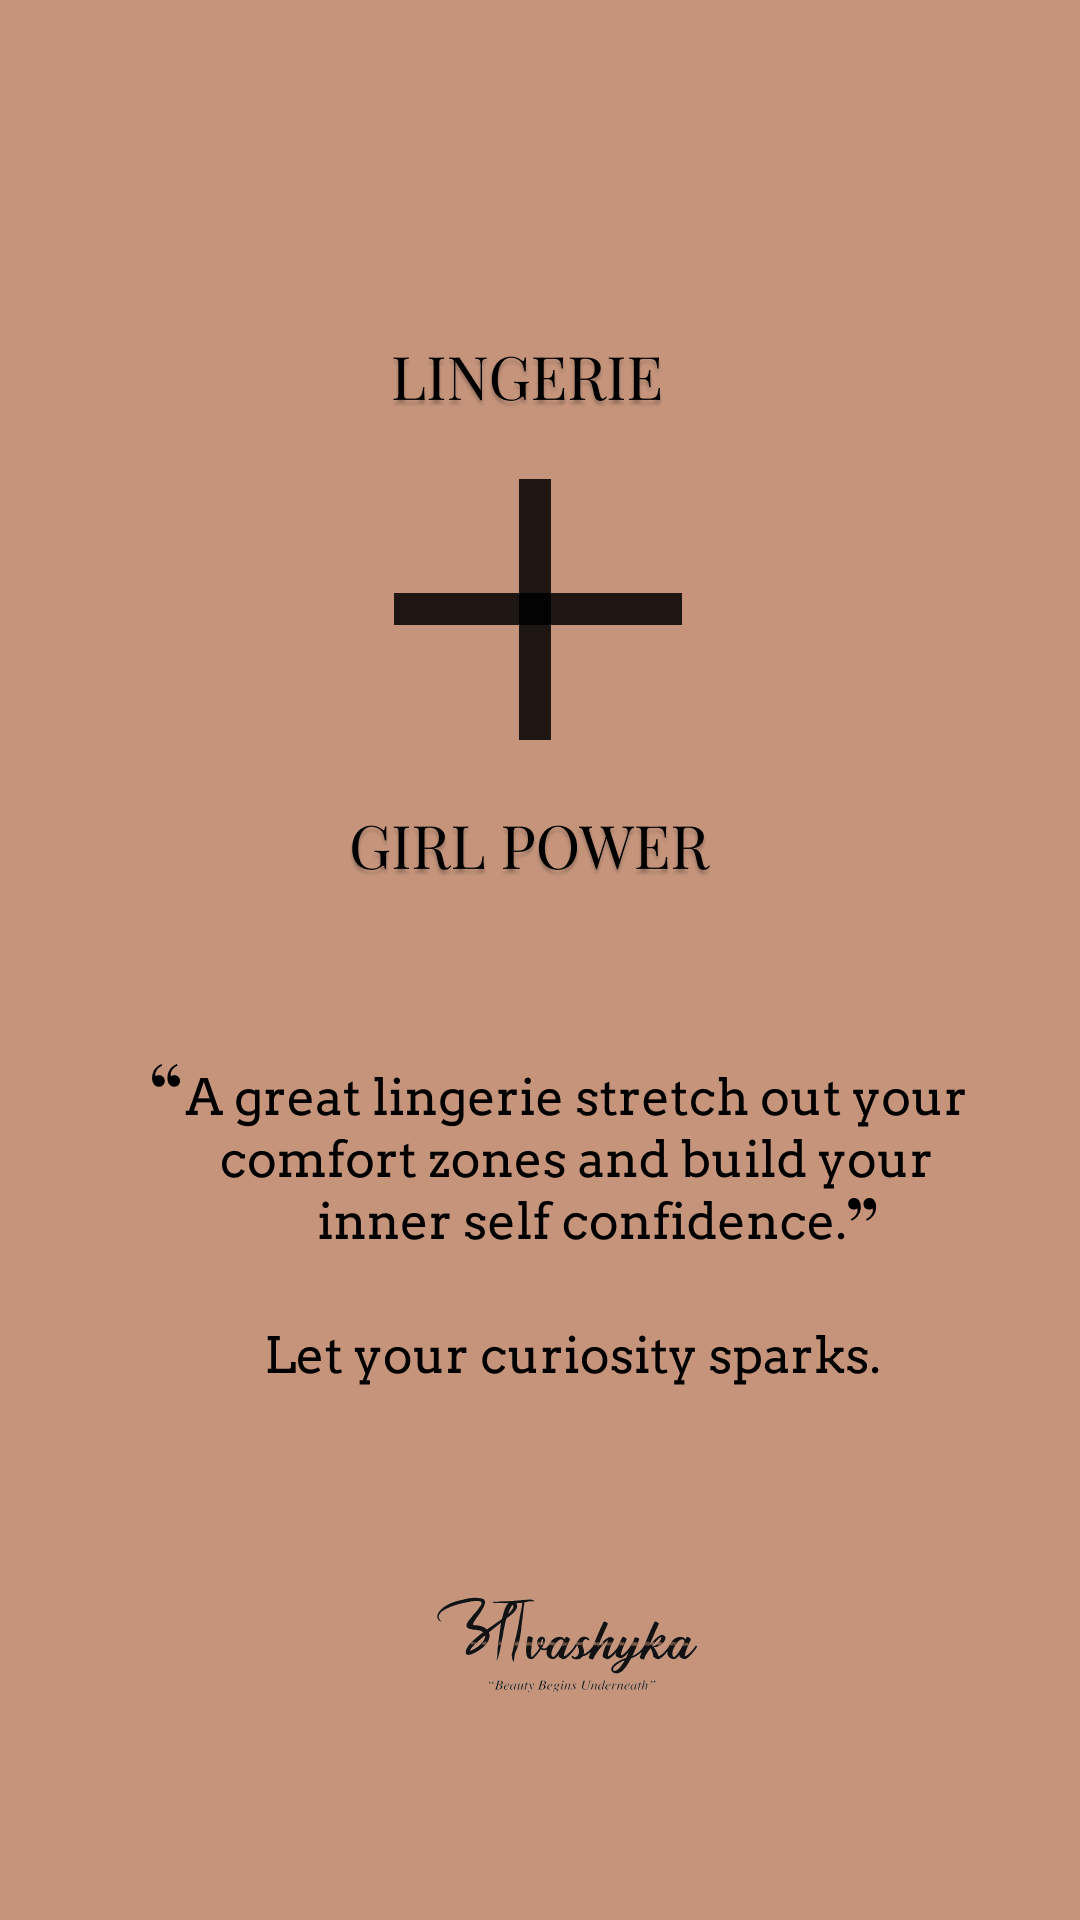 LINGERIE
GIRL POWER
“A great lingerie stretch out your
comfort zones and build your
inner self confidence.”
Let your curiosity sparks.
आvashyka
“Beauty Begins Underneath”